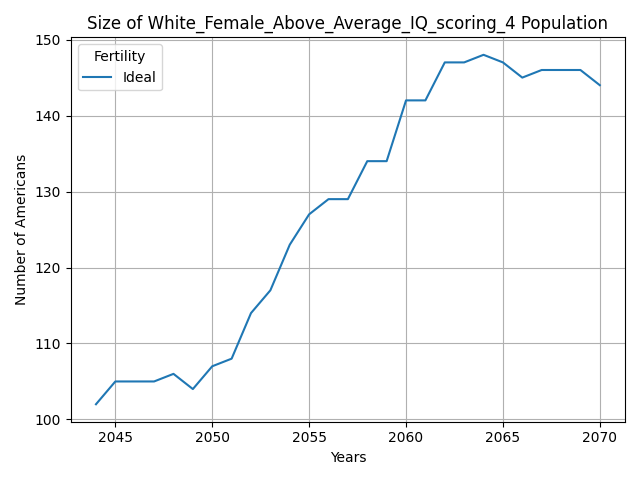 Size of White_Female_Above_Average_IQ_scoring_4 Population
Fertility
Ideal
Number of Americans
150
140
130
120
110
100
2045 2050 2055 2060 2065 2070
Years